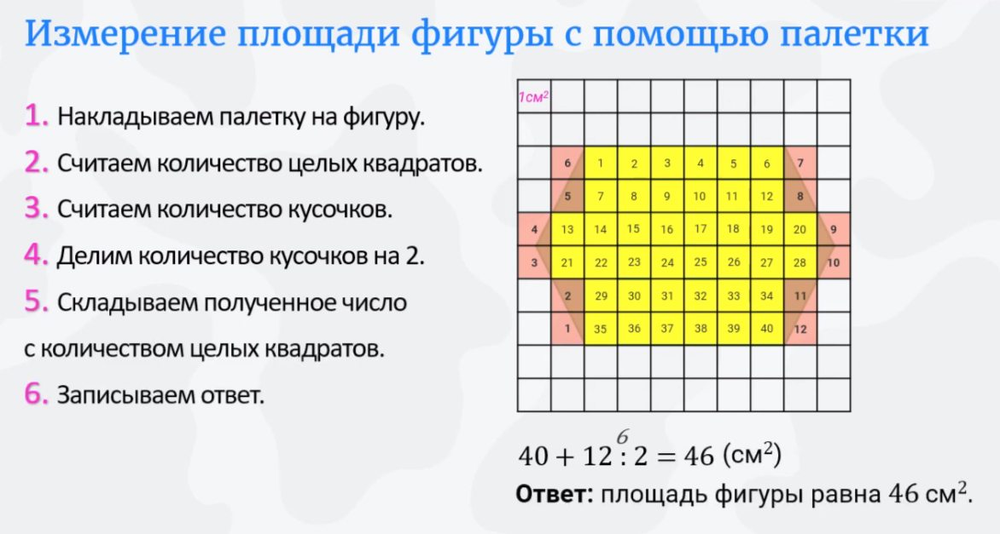 Измерение площади фигуры с помощью палетки
1. Накладываем палетку на фигуру.
2. Считаем количество целых квадратов.
3. Считаем количество кусочков.
4. Делим количество кусочков на 2.
5. Складываем полученное число
с количеством целых квадратов.
6. Записываем ответ.
1см²
6 1 2 3 4 5 6 7
5 7 8 9 10 11 12 8
4 13 14 15 16 17 18 19 20 9
3 21 22 23 24 25 26 27 28 10
2 29 30 31 32 33 34 11
1 35 36 37 38 39 40 12
6
40 + 12 : 2 = 46 (см²)
Ответ: площадь фигуры равна 46 см².